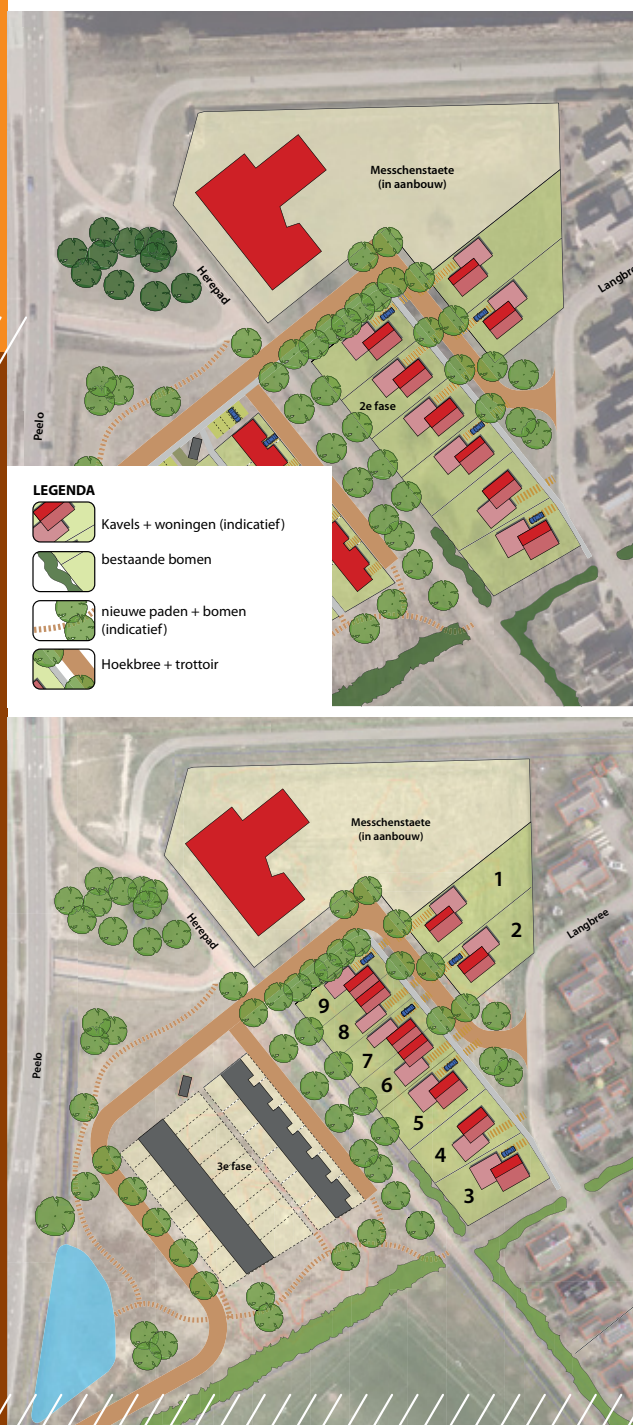 Messchenstaete
(in aanbouw)
Herepad
Langbree
2e fase
Peelo
LEGENDA
Kavels + woningen (indicatief)
bestaande bomen
nieuwe paden + bomen
(indicatief)
Hoekbree + trottoir
Messchenstaete
(in aanbouw)
1
2
Langbree
Herepad
9
8
7
6
5
4
3
Peelo
3e fase